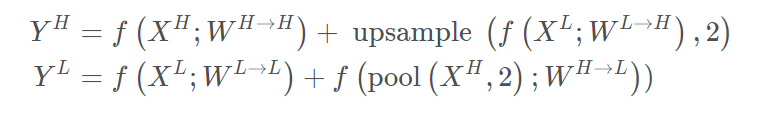 Y^H = f (X^H; W^{H→H}) + upsample (f (X^L; W^{L→H}), 2)
Y^L = f (X^L; W^{L→L}) + f (pool (X^H, 2); W^{H→L}))